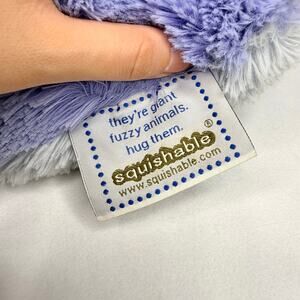 they're giant
fuzzy animals.
hug them.
squishable®
www.squishable.com